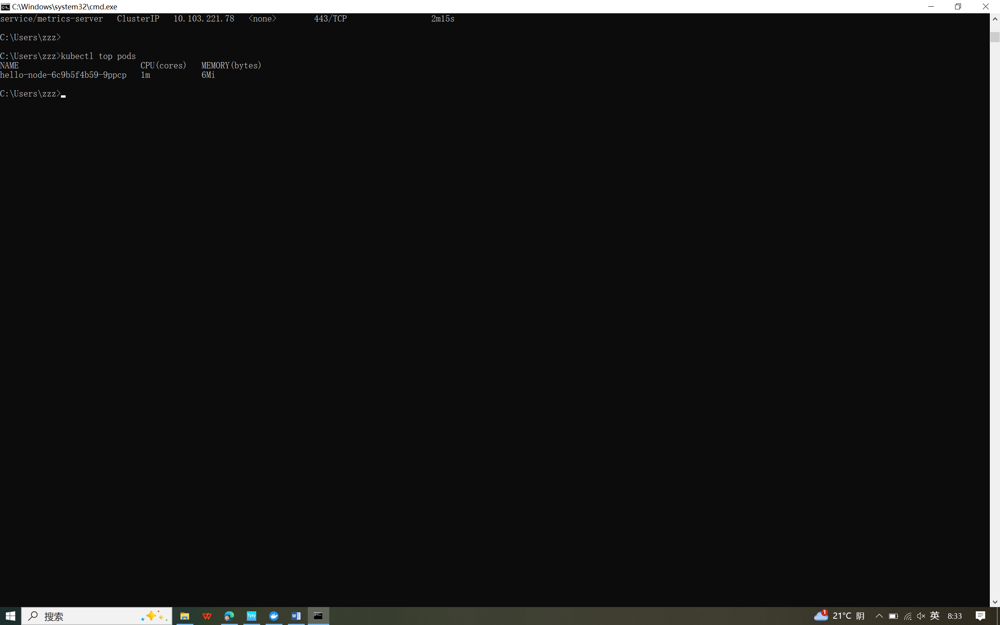 C:\Windows\system32\cmd.exe
service/metrics-server   ClusterIP   10.103.221.78   <none>        443/TCP                  2m15s
C:\Users\zzz>
C:\Users\zzz>kubectl top pods
NAME                          CPU(cores)   MEMORY(bytes)
hello-node-6c9b5f4b59-9ppcp   1m           6Mi
C:\Users\zzz>
搜索
Tyty
1
21°C 阴
英
8:33